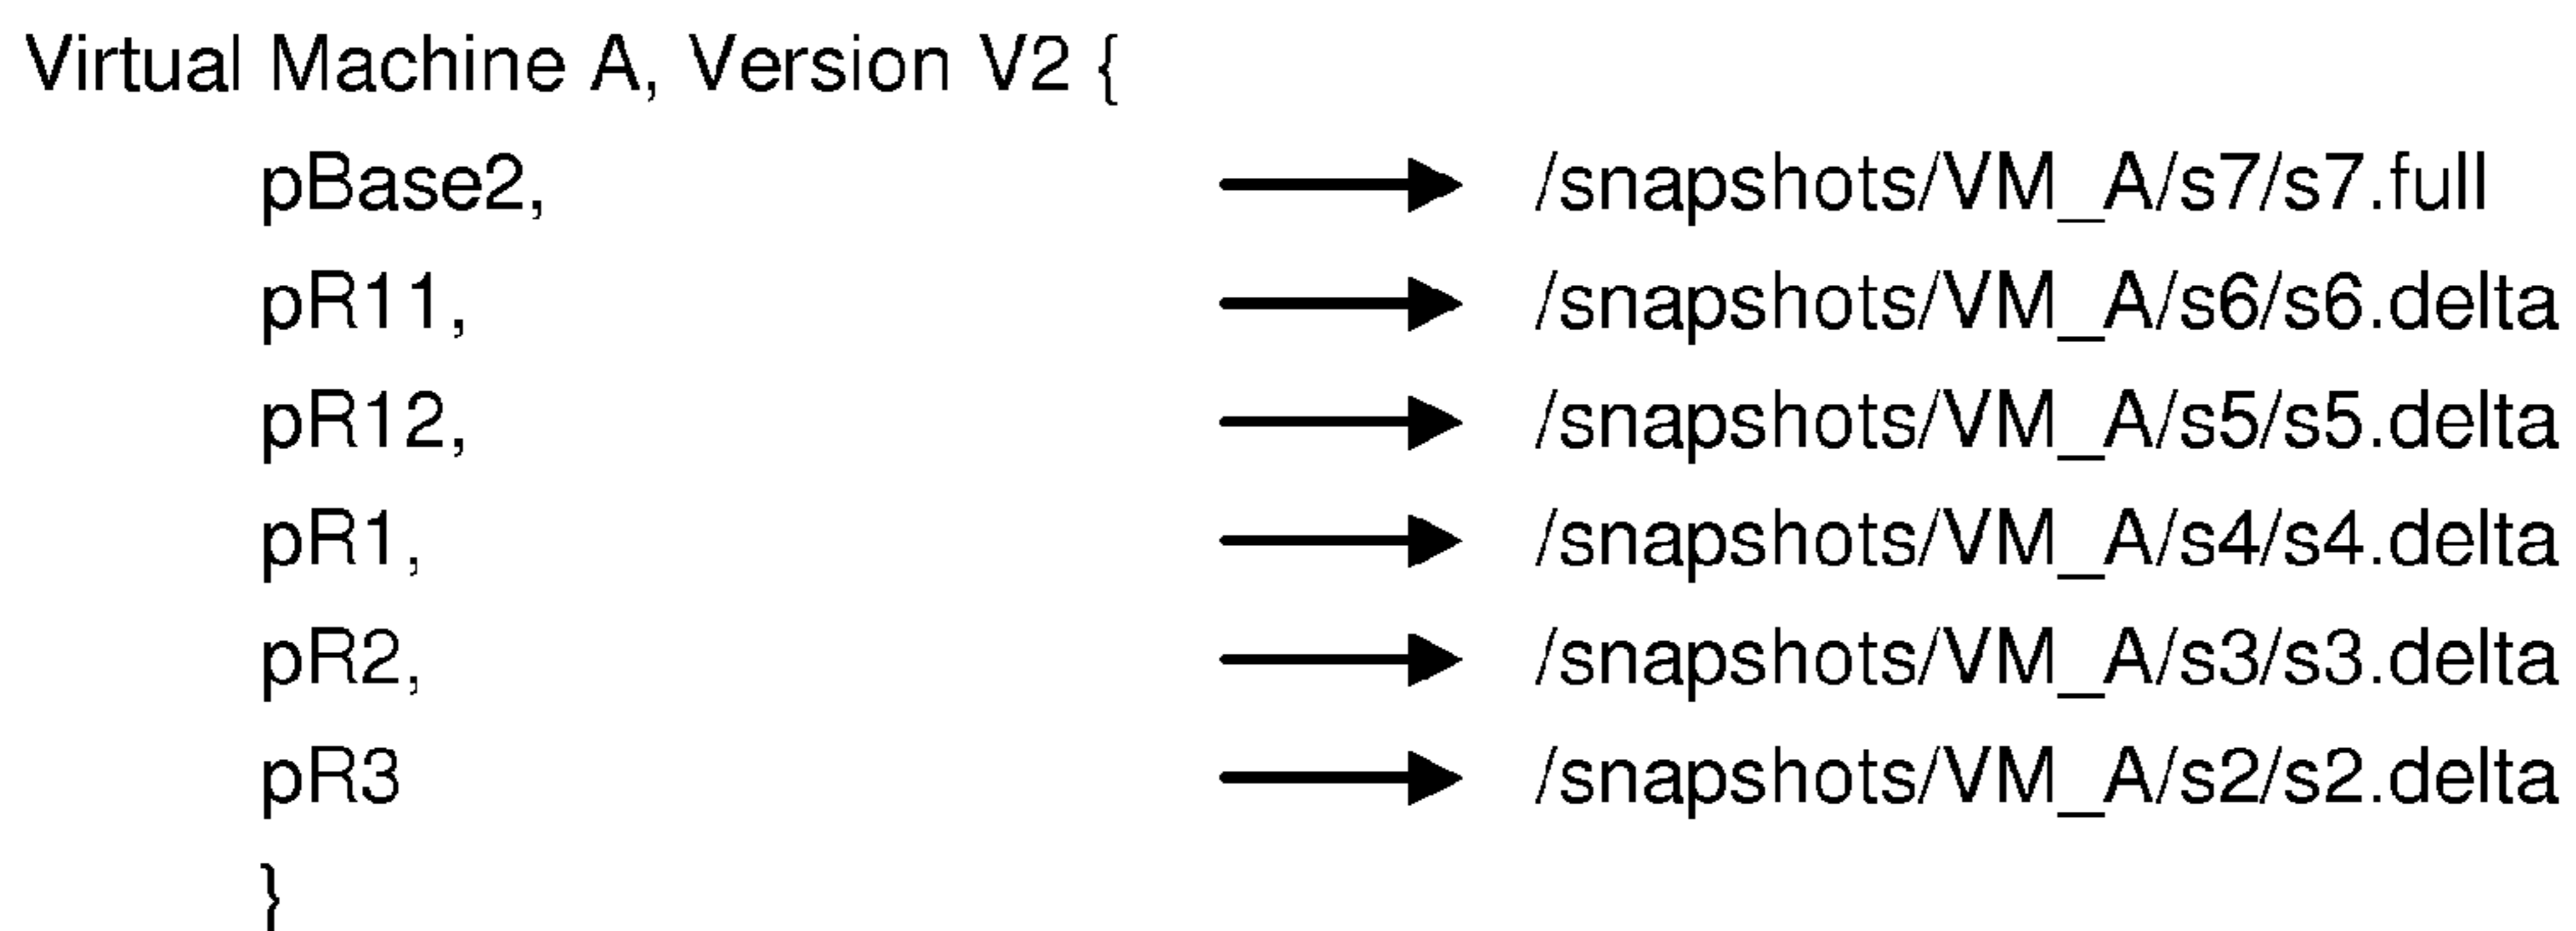 Virtual Machine A, Version V2 {
pBase2, /snapshots/VM_A/s7/s7.full
pR11, /snapshots/VM_A/s6/s6.delta
pR12, /snapshots/VM_A/s5/s5.delta
pR1, /snapshots/VM_A/s4/s4.delta
pR2, /snapshots/VM_A/s3/s3.delta
pR3 /snapshots/VM_A/s2/s2.delta
}